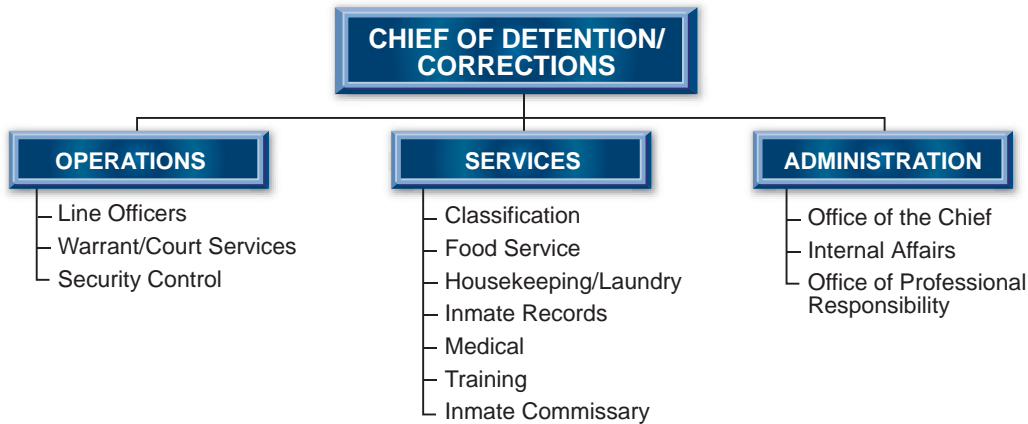 CHIEF OF DETENTION/
CORRECTIONS
OPERATIONS
Line Officers
Warrant/Court Services
Security Control
SERVICES
Classification
Food Service
Housekeeping/Laundry
Inmate Records
Medical
Training
Inmate Commissary
ADMINISTRATION
Office of the Chief
Internal Affairs
Office of Professional
Responsibility